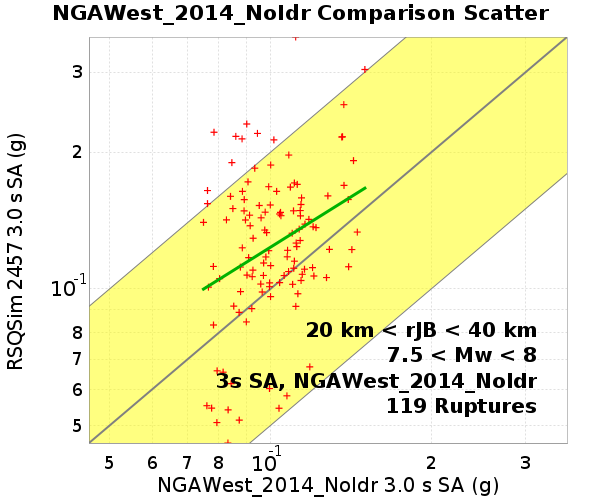 NGAWest_2014_NoIdr Comparison Scatter
RSQSim 2457 3.0 s SA (g)
3
2
10-1
8
7
6
5
20 km < rJB < 40 km
7.5 < Mw < 8
3s SA, NGAWest_2014_NoIdr
119 Ruptures
5 6 7 8 10-1 2 3
NGAWest_2014_NoIdr 3.0 s SA (g)